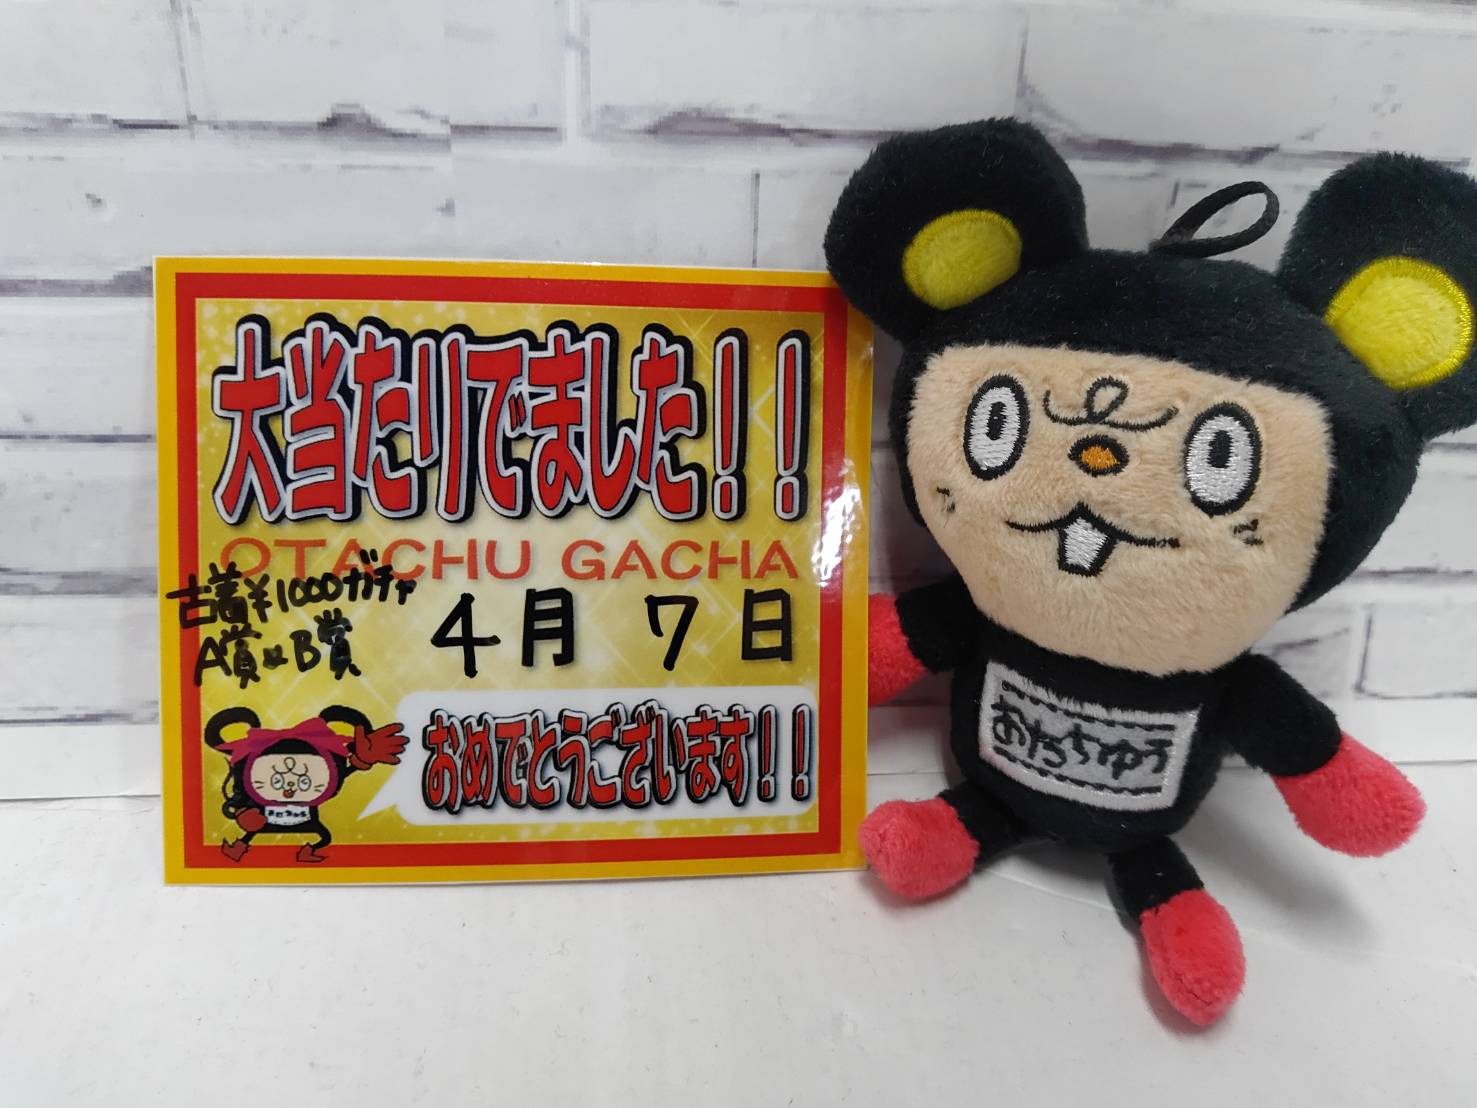 大当たりでました！！
OTACHU GACHA
古着¥1000ガチャ
A賞とB賞
4月 7日
おめでとうございます！！
おたちゅう